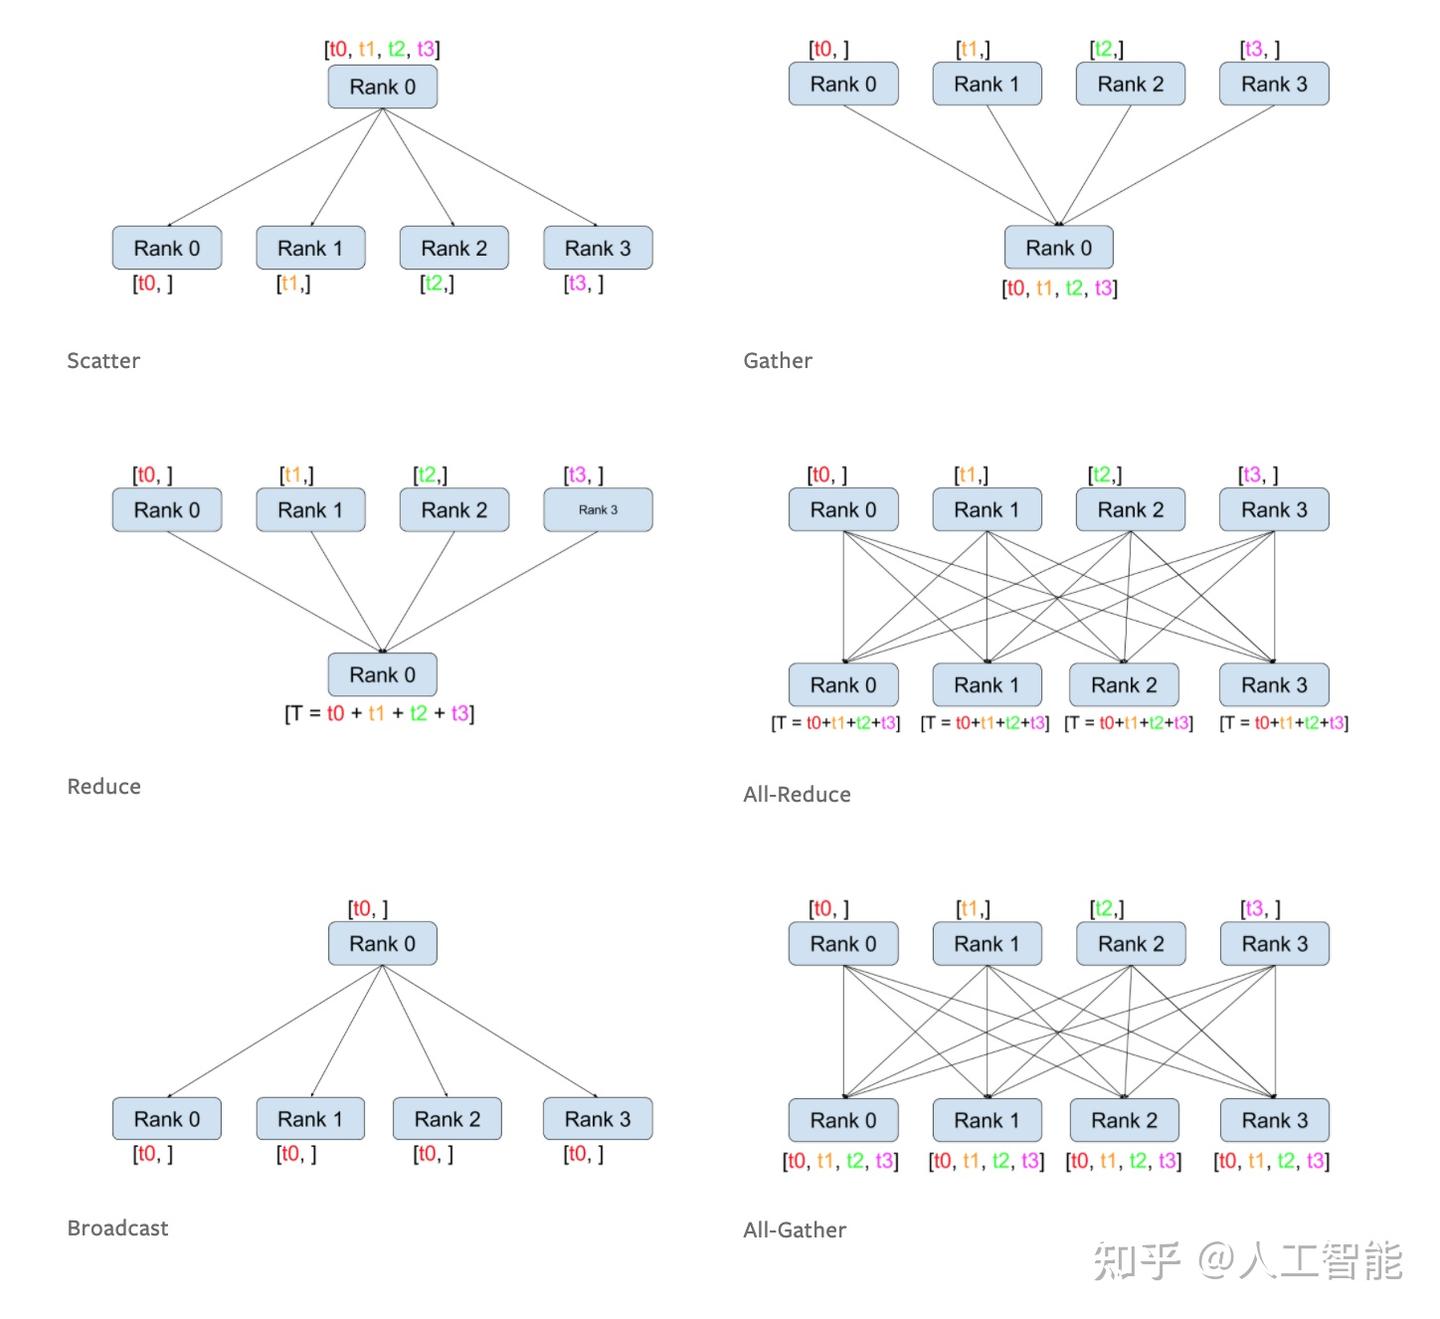 [t0, t1, t2, t3]
Rank 0
Rank 0 Rank 1 Rank 2 Rank 3
[t0, ] [t1,] [t2,] [t3, ]
Scatter
[t0, ] [t1,] [t2,] [t3, ]
Rank 0 Rank 1 Rank 2 Rank 3
Rank 0
[t0, t1, t2, t3]
Gather
[t0, ] [t1,] [t2,] [t3, ]
Rank 0 Rank 1 Rank 2 Rank 3
Rank 0
[T = t0 + t1 + t2 + t3]
Reduce
[t0, ] [t1,] [t2,] [t3, ]
Rank 0 Rank 1 Rank 2 Rank 3
Rank 0 Rank 1 Rank 2 Rank 3
[T = t0+t1+t2+t3] [T = t0+t1+t2+t3] [T = t0+t1+t2+t3] [T = t0+t1+t2+t3]
All-Reduce
[t0, ]
Rank 0
Rank 0 Rank 1 Rank 2 Rank 3
[t0, ] [t0, ] [t0, ] [t0, ]
Broadcast
[t0, ] [t1,] [t2,] [t3, ]
Rank 0 Rank 1 Rank 2 Rank 3
Rank 0 Rank 1 Rank 2 Rank 3
[t0, t1, t2, t3] [t0, t1, t2, t3] [t0, t1, t2, t3] [t0, t1, t2, t3]
All-Gather
知乎 @人工智能